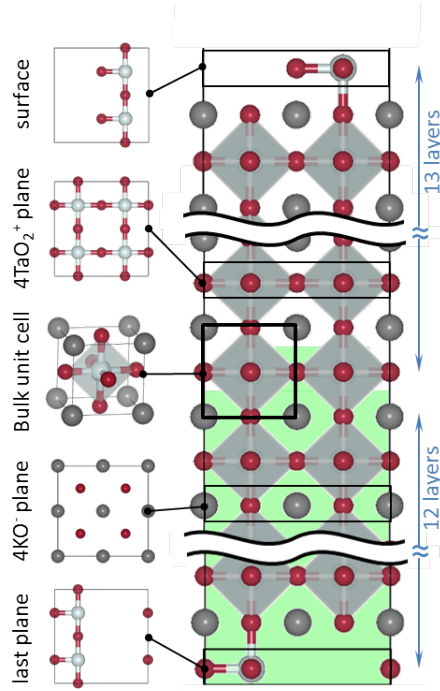 surface
4TaO₂⁺ plane
Bulk unit cell
4KO⁻ plane
last plane
13 layers
12 layers